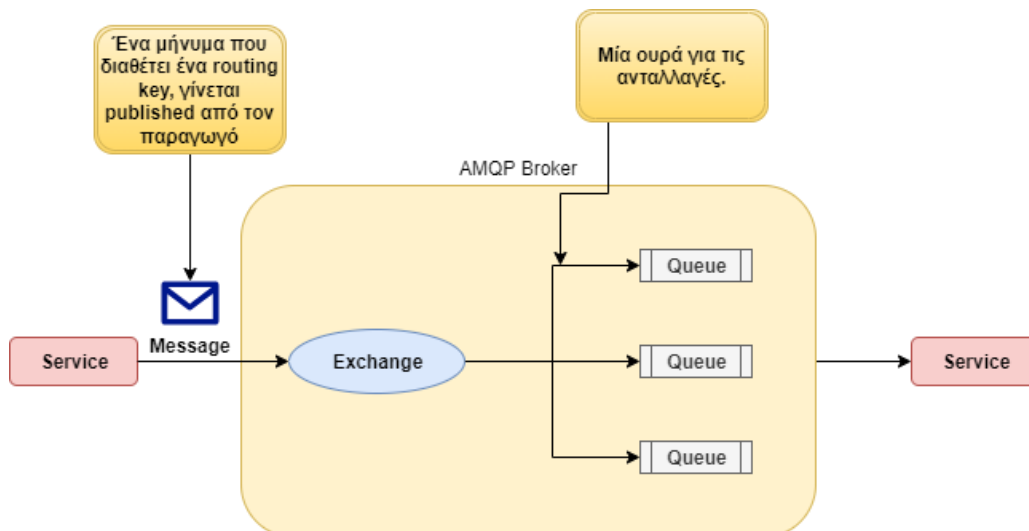 Ένα μήνυμα που
διαθέτει ένα routing
key, γίνεται
published από τον
παραγωγό
Μία ουρά για τις
ανταλλαγές.
AMQP Broker
Queue
Message
Service
Exchange
Queue
Service
Queue